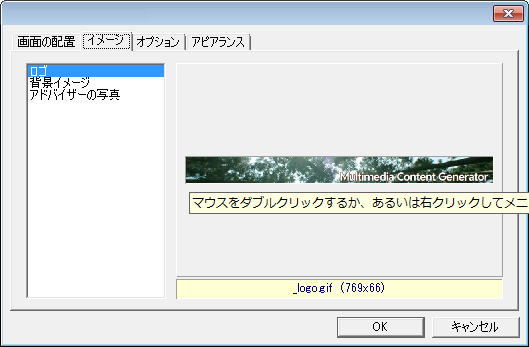 画面の配置 イメージ オプション アピアランス
ロゴ
背景イメージ
アドバイザーの写真
Multimedia Content Generator
マウスをダブルクリックするか、あるいは右クリックしてメニ
_logo.gif (769x66)
OK キャンセル